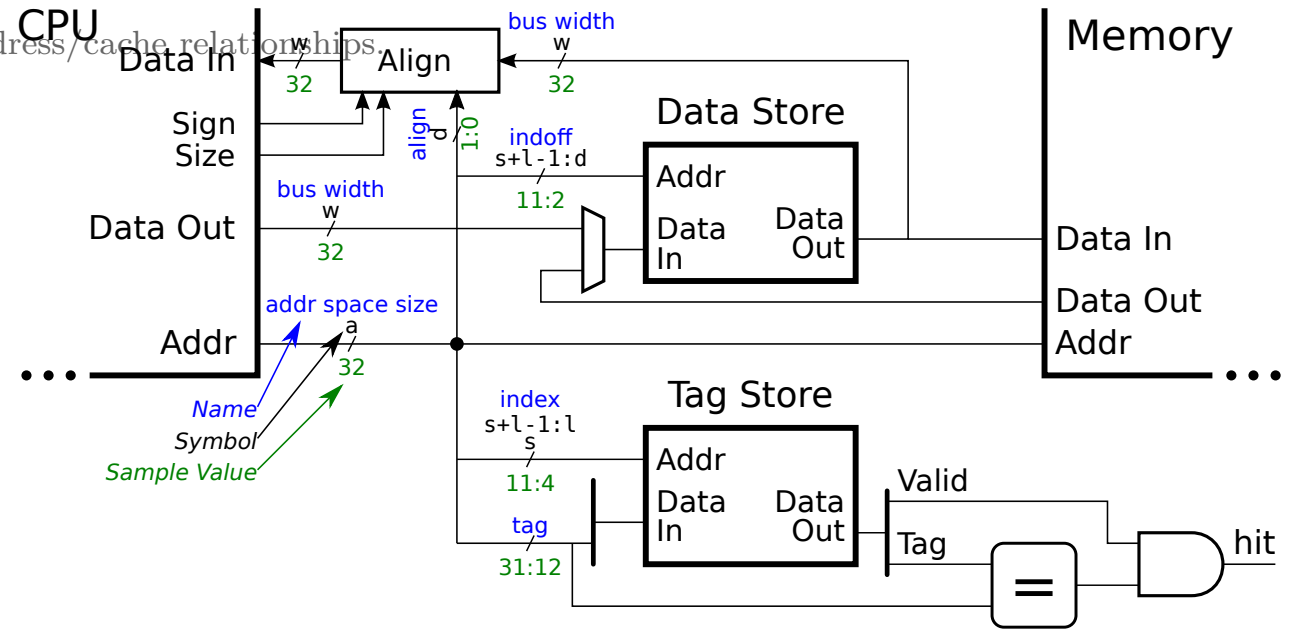 CPU
dress/cache relationships.
Data In
w
32
Align
bus width
w
32
Memory
Sign
Size
align
d
1:0
Data Store
indoff
s+l-1:d
11:2
Addr
Data
In
Data
Out
bus width
w
32
Data Out
Data In
Data Out
Addr
addr space size
a
32
Addr
Name
Symbol
Sample Value
Tag Store
index
s+l-1:l
s
11:4
Addr
Data
In
Data
Out
tag
31:12
Valid
Tag
=
hit